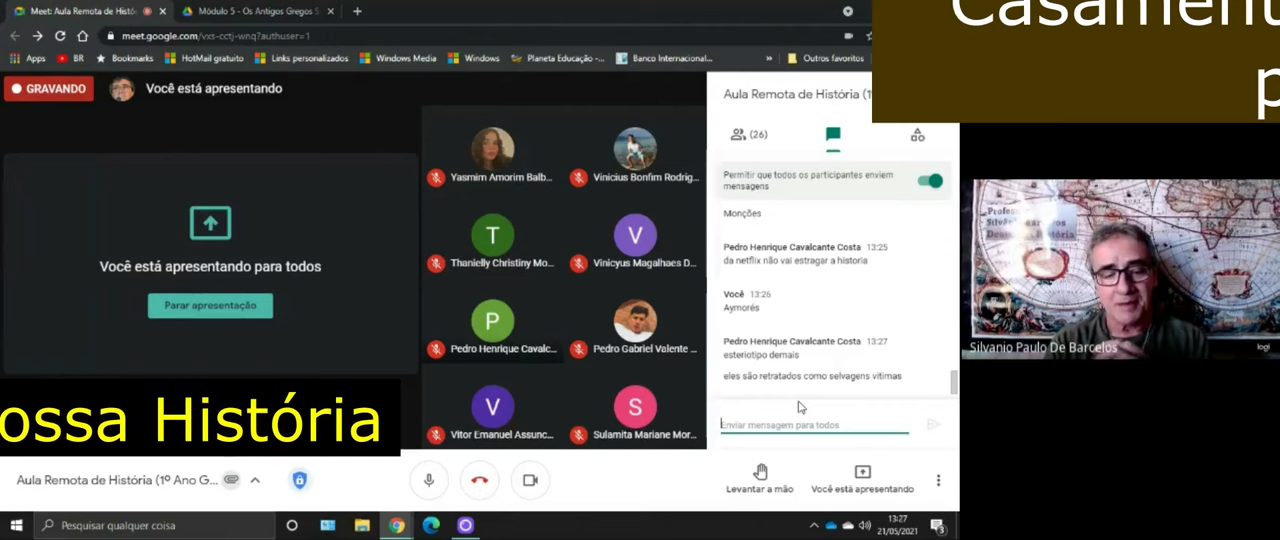 Meet: Aula Remota de Histó
Módulo 5 - Os Antigos Gregos S
meet.google.com/vxs-cctj-wnq?authuser=1
Apps
BR
Bookmarks
HotMail gratuito
Links personalizados
Windows Media
Windows
Planeta Educação -...
Banco Internacional...
»
Outros favoritos
Casament
p
GRAVANDO
Você está apresentando
Você está apresentando para todos
Parar apresentação
Yasmim Amorim Balb...
Vinicius Bonfim Rodrig...
T
Thanielly Christiny Mo...
V
Vinicyus Magalhaes D...
P
Pedro Henrique Cavalc...
Pedro Gabriel Valente ...
V
Vitor Emanuel Assunc...
S
Sulamita Mariane Mor...
Aula Remota de História (1
(26)
Permitir que todos os participantes enviem
mensagens
Monções
Pedro Henrique Cavalcante Costa 13:25
da netflix não vai estragar a historia
Você 13:26
Aymorés
Pedro Henrique Cavalcante Costa 13:27
esteriotipo demais
eles são retratados como selvagens vítimas
Enviar mensagem para todos
Silvanio Paulo De Barcelos
logi
ossa História
Aula Remota de História (1º Ano G...
Levantar a mão
Você está apresentando
Pesquisar qualquer coisa
13:27
21/05/2021
3